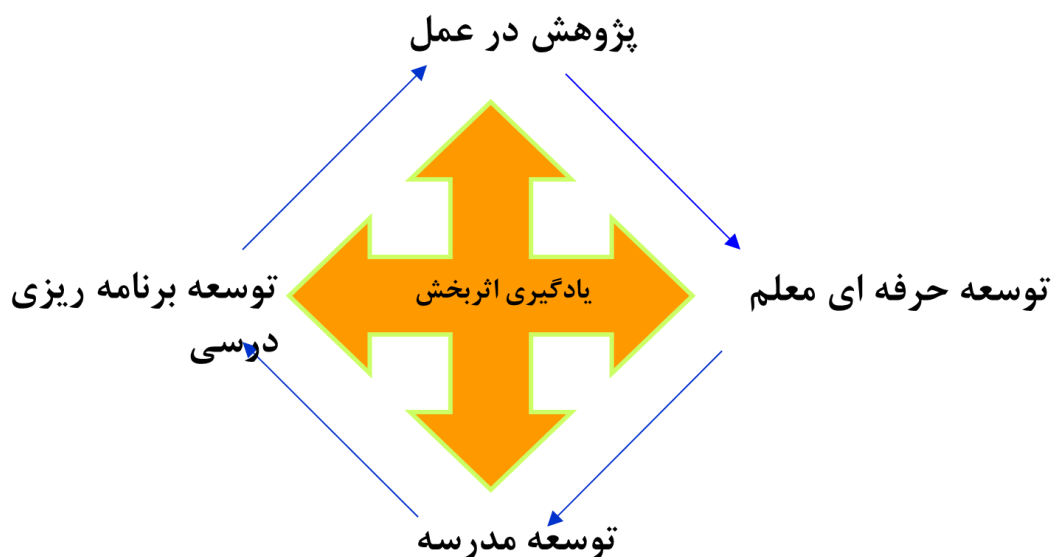 پژوهش در عمل
توسعه حرفه ای معلم
یادگیری اثربخش
توسعه برنامه ریزی
درسی
توسعه مدرسه